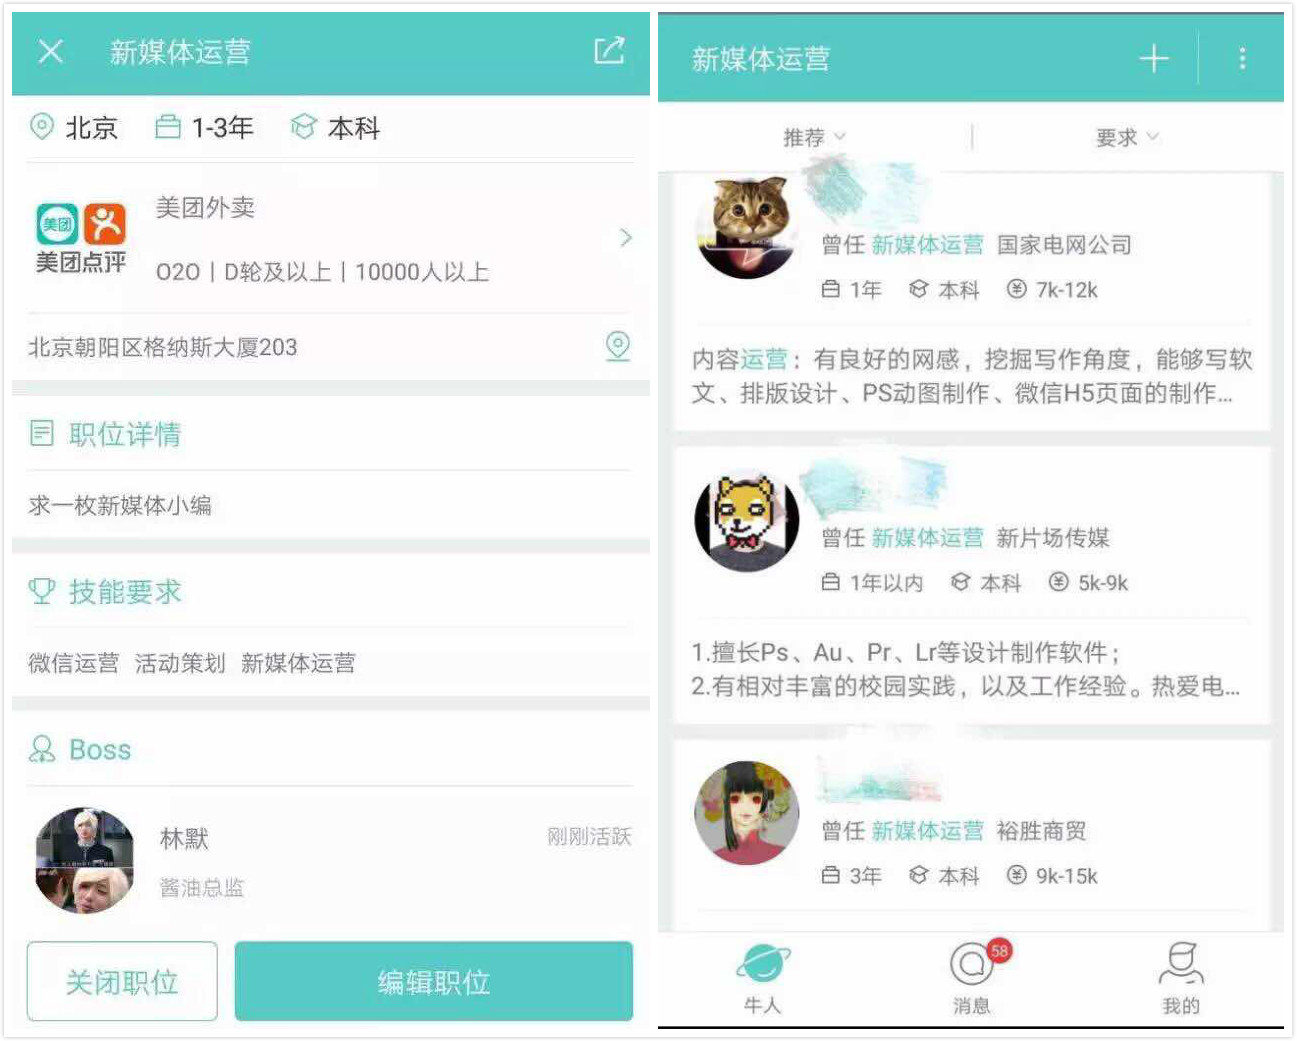 新媒体运营
北京 1-3年 本科
美团
美团点评
美团外卖
O2O | D轮及以上 | 10000人以上
北京朝阳区格纳斯大厦203
职位详情
求一枚新媒体小编
技能要求
微信运营 活动策划 新媒体运营
Boss
林默
刚刚活跃
酱油总监
关闭职位
编辑职位
新媒体运营
推荐
要求
曾任 新媒体运营 国家电网公司
1年 本科 7k-12k
内容运营：有良好的网感，挖掘写作角度，能够写软
文、排版设计、PS动图制作、微信H5页面的制作...
曾任 新媒体运营 新片场传媒
1年以内 本科 5k-9k
1.擅长Ps、Au、Pr、Lr等设计制作软件；
2.有相对丰富的校园实践，以及工作经验。热爱电...
曾任 新媒体运营 裕胜商贸
3年 本科 9k-15k
牛人
58
消息
我的